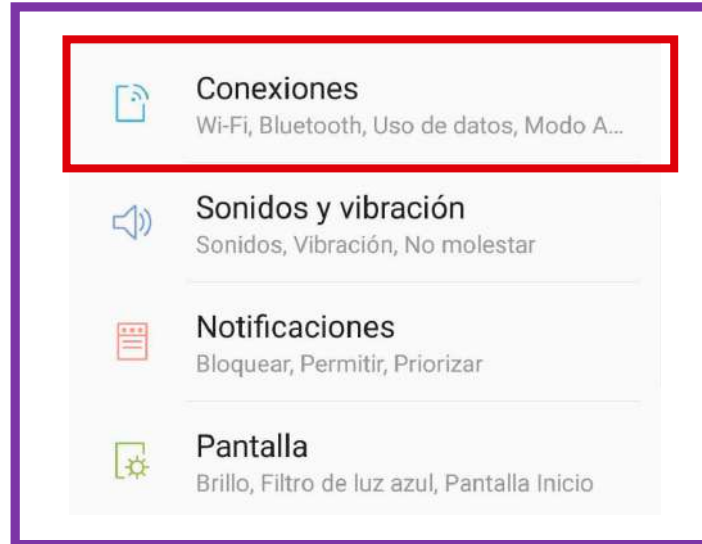 Conexiones
Wi-Fi, Bluetooth, Uso de datos, Modo A...
Sonidos y vibración
Sonidos, Vibración, No molestar
Notificaciones
Bloquear, Permitir, Priorizar
Pantalla
Brillo, Filtro de luz azul, Pantalla Inicio